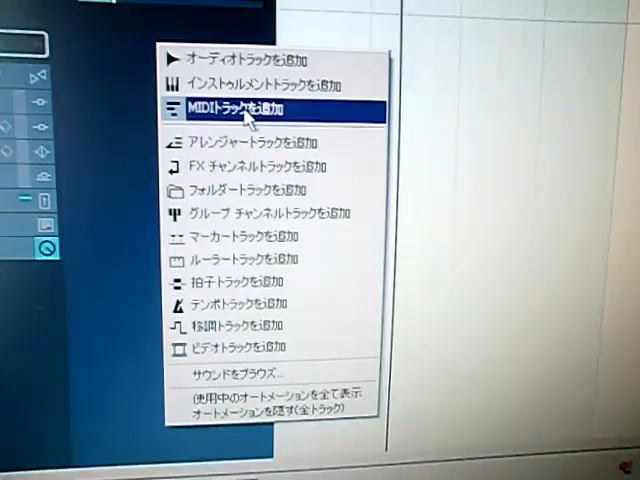 オーディオトラックを追加
インストゥルメントトラックを追加
MIDIトラックを追加
アレンジャートラックを追加
FX チャンネルトラックを追加
フォルダートラックを追加
グループ チャンネルトラックを追加
マーカートラックを追加
ルーラートラックを追加
拍子トラックを追加
テンポトラックを追加
移調トラックを追加
ビデオトラックを追加
サウンドをブラウズ...
使用中のオートメーションを全て表示
オートメーションを隠す(全トラック)